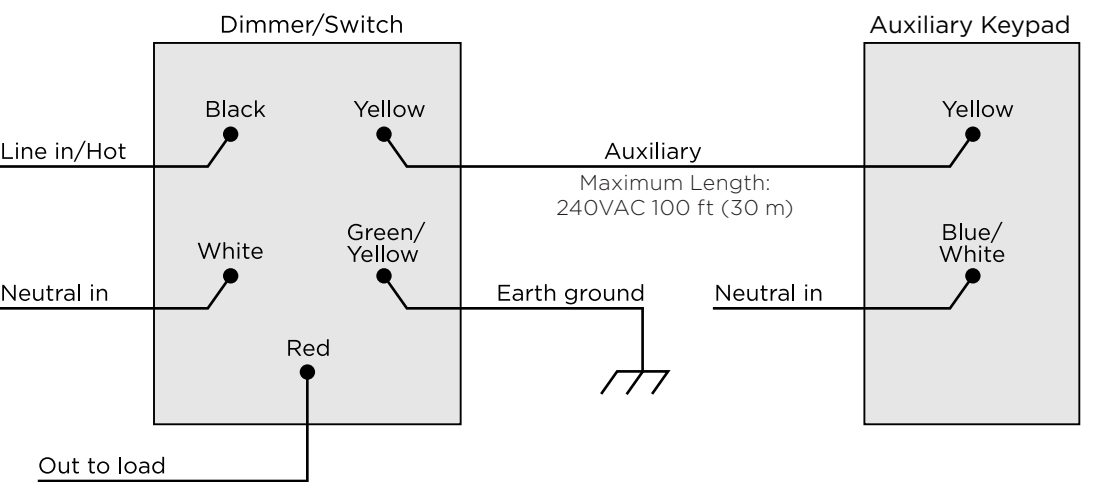 Dimmer/Switch
Auxiliary Keypad
Black
Yellow
Yellow
Line in/Hot
Auxiliary
Maximum Length:
240VAC 100 ft (30 m)
White
Green/
Yellow
Blue/
White
Neutral in
Earth ground
Neutral in
Red
Out to load